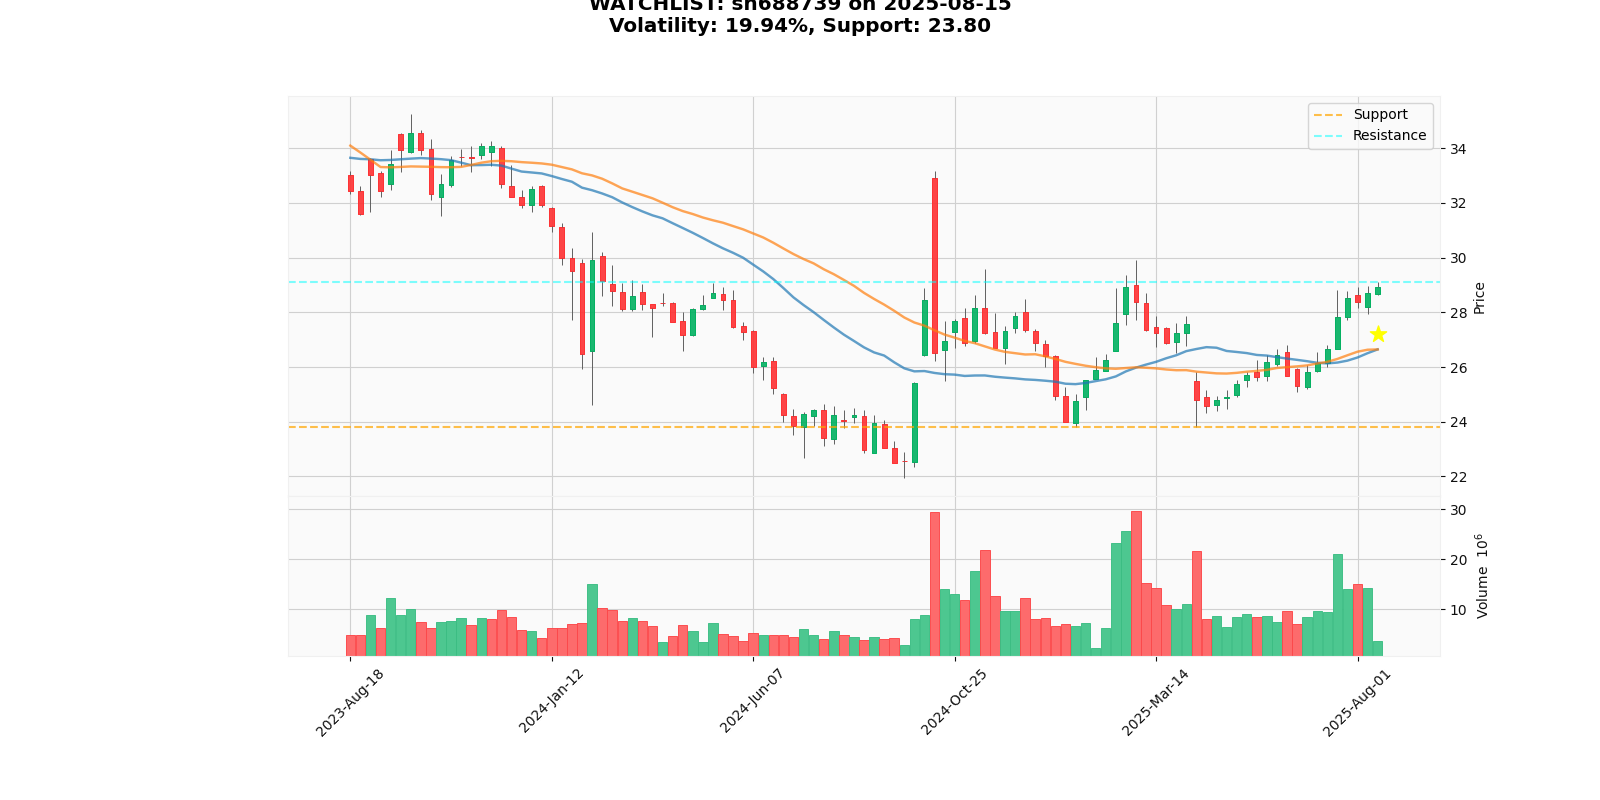 WATCHLIST: sh688739 on 2025-08-15
Volatility: 19.94%, Support: 23.80
Support
Resistance
34
32
30
28
26
24
22
Price
30
20
10
Volume 10^6
2023-Aug-18
2024-Jan-12
2024-Jun-07
2024-Oct-25
2025-Mar-14
2025-Aug-01